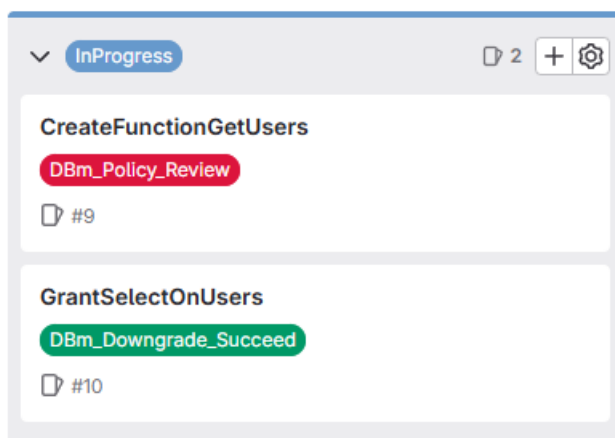 InProgress 2
CreateFunctionGetUsers
DBm_Policy_Review
#9
GrantSelectOnUsers
DBm_Downgrade_Succeed
#10